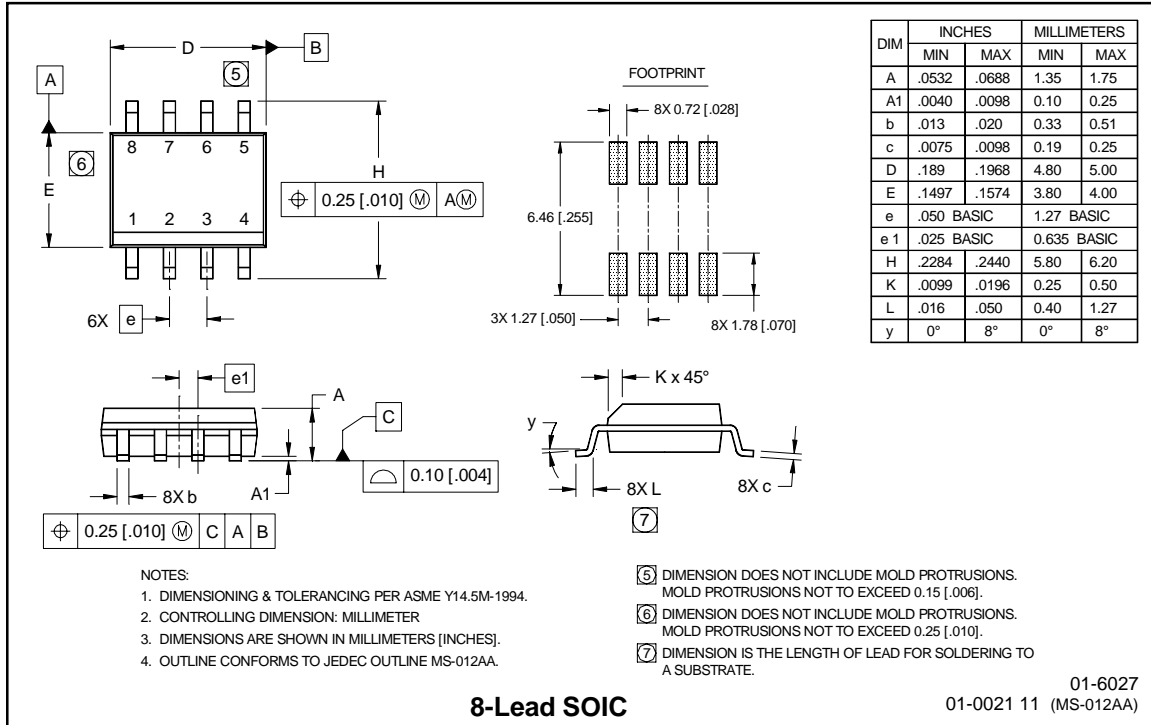 D
B
5
A
8 7 6 5
6
E
H
⌖ 0.25 [.010] Ⓜ AⓂ
1 2 3 4
6X e
FOOTPRINT
8X 0.72 [.028]
6.46 [.255]
3X 1.27 [.050]
8X 1.78 [.070]
DIM INCHES MILLIMETERS
MIN MAX MIN MAX
A .0532 .0688 1.35 1.75
A1 .0040 .0098 0.10 0.25
b .013 .020 0.33 0.51
c .0075 .0098 0.19 0.25
D .189 .1968 4.80 5.00
E .1497 .1574 3.80 4.00
e .050 BASIC 1.27 BASIC
e 1 .025 BASIC 0.635 BASIC
H .2284 .2440 5.80 6.20
K .0099 .0196 0.25 0.50
L .016 .050 0.40 1.27
y 0° 8° 0° 8°
e1
A
C
⌓ 0.10 [.004]
8X b
A1
⌖ 0.25 [.010] Ⓜ C A B
K x 45°
y
8X L
8X c
7
NOTES:
1. DIMENSIONING & TOLERANCING PER ASME Y14.5M-1994.
2. CONTROLLING DIMENSION: MILLIMETER
3. DIMENSIONS ARE SHOWN IN MILLIMETERS [INCHES].
4. OUTLINE CONFORMS TO JEDEC OUTLINE MS-012AA.
5 DIMENSION DOES NOT INCLUDE MOLD PROTRUSIONS.
MOLD PROTRUSIONS NOT TO EXCEED 0.15 [.006].
6 DIMENSION DOES NOT INCLUDE MOLD PROTRUSIONS.
MOLD PROTRUSIONS NOT TO EXCEED 0.25 [.010].
7 DIMENSION IS THE LENGTH OF LEAD FOR SOLDERING TO
A SUBSTRATE.
8-Lead SOIC
01-6027
01-0021 11 (MS-012AA)